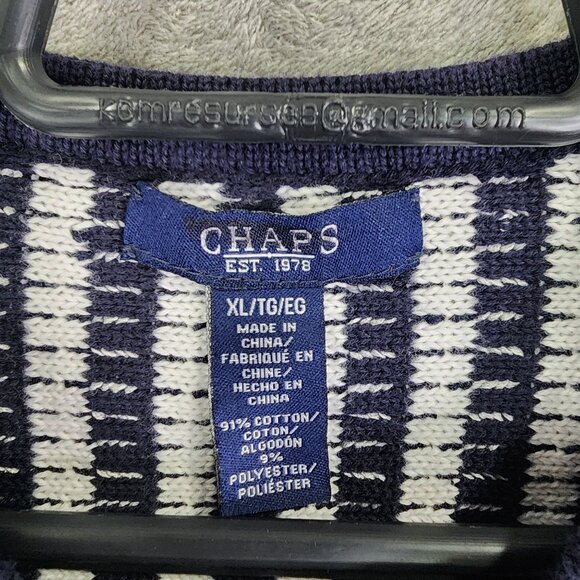 kbmresurses@gmail.com
CHAPS
EST. 1978
XL/TG/EG
MADE IN
CHINA/
FABRIQUÉ EN
CHINE/
HECHO EN
CHINA
91% COTTON/
COTON/
ALGODÓN
9%
POLYESTER/
POLIÉSTER